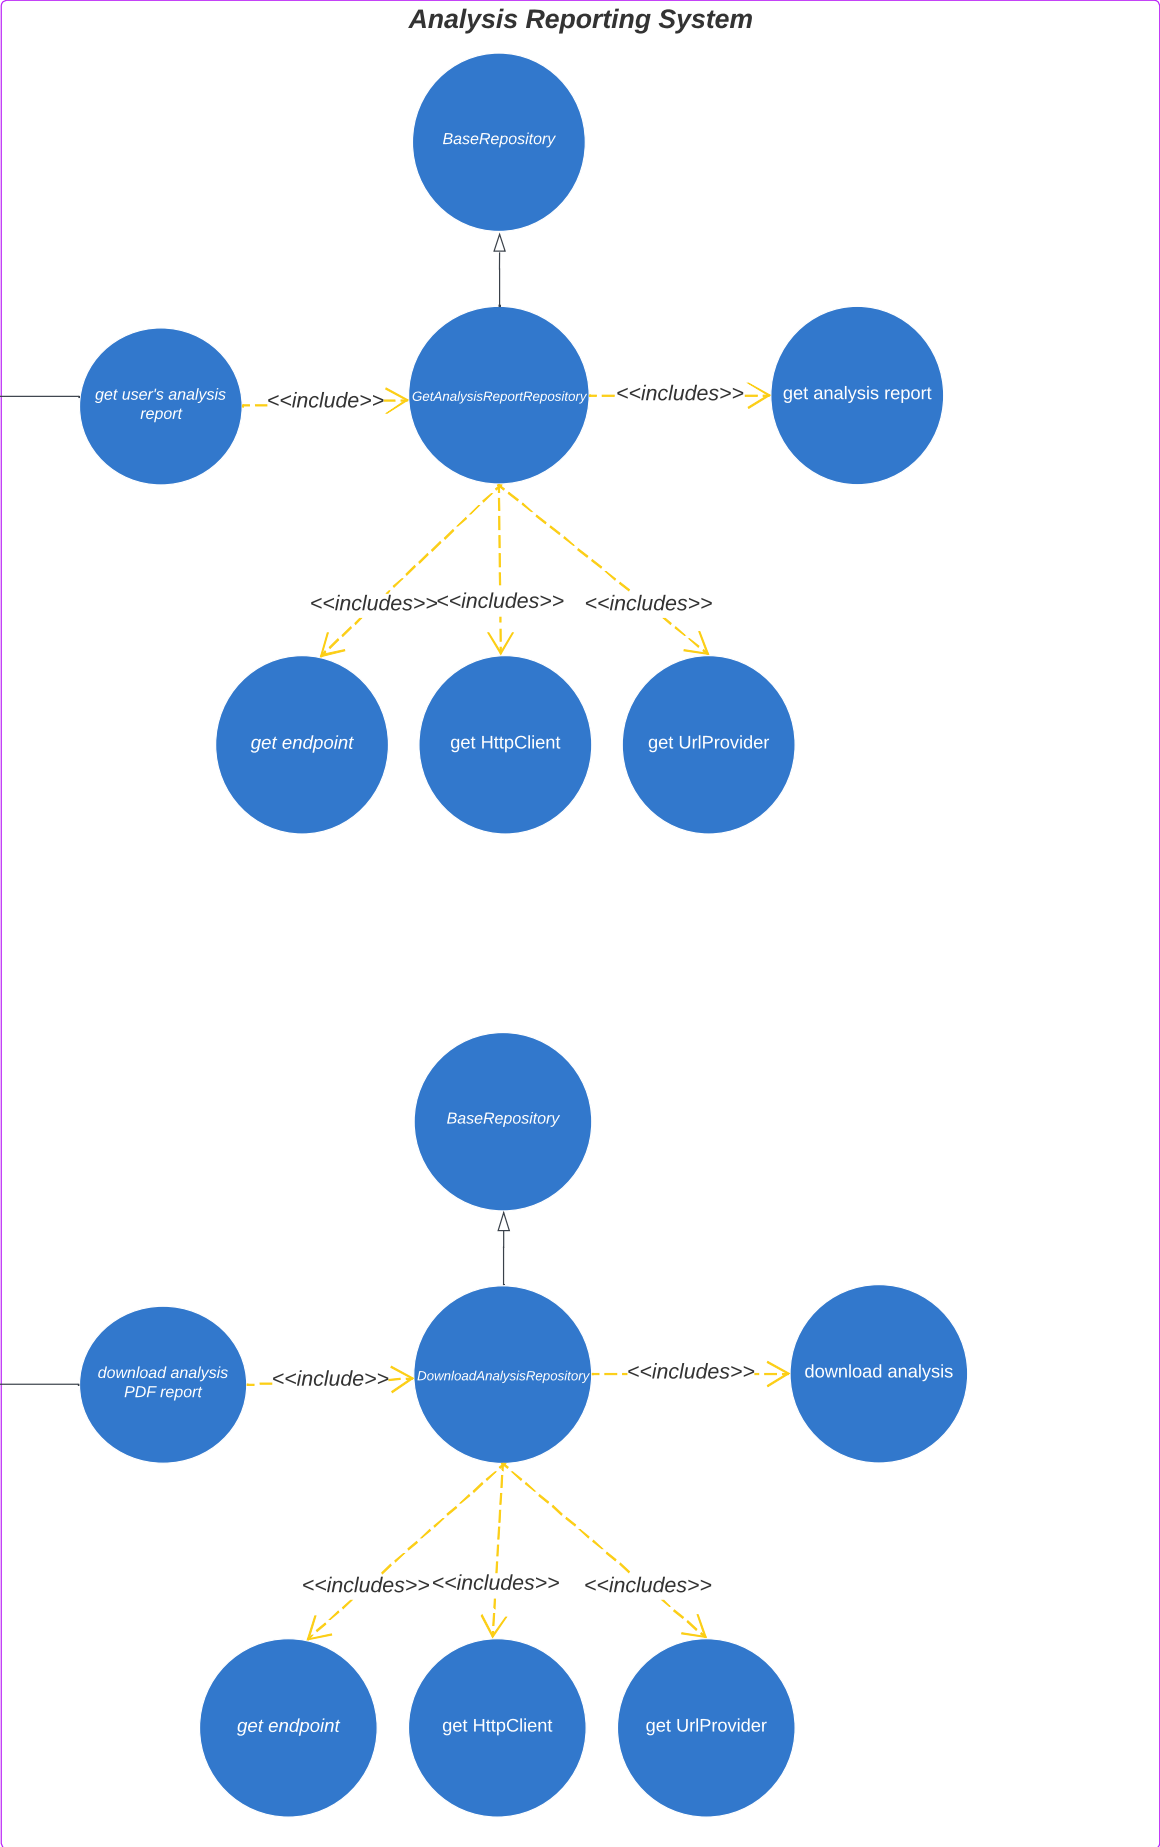 Analysis Reporting System
BaseRepository
get user's analysis
report
<<include>>
GetAnalysisReportRepository
<<includes>>
get analysis report
<<includes>>
<<includes>>
<<includes>>
get endpoint
get HttpClient
get UrlProvider
BaseRepository
download analysis
PDF report
<<include>>
DownloadAnalysisRepository
<<includes>>
download analysis
<<includes>>
<<includes>>
<<includes>>
get endpoint
get HttpClient
get UrlProvider